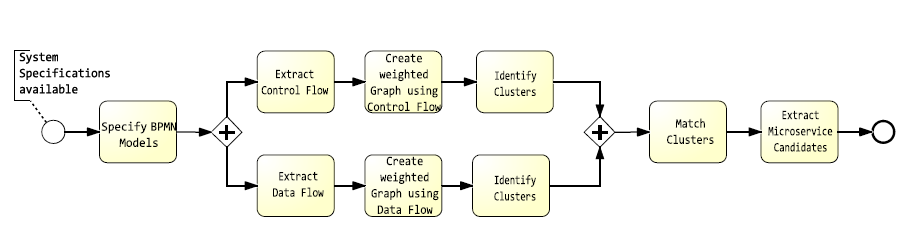 System
Specifications
available
Specify BPMN
Models
Extract
Control Flow
Create
weighted
Graph using
Control Flow
Identify
Clusters
Extract
Data Flow
Create
weighted
Graph using
Data Flow
Identify
Clusters
Match
Clusters
Extract
Microservice
Candidates